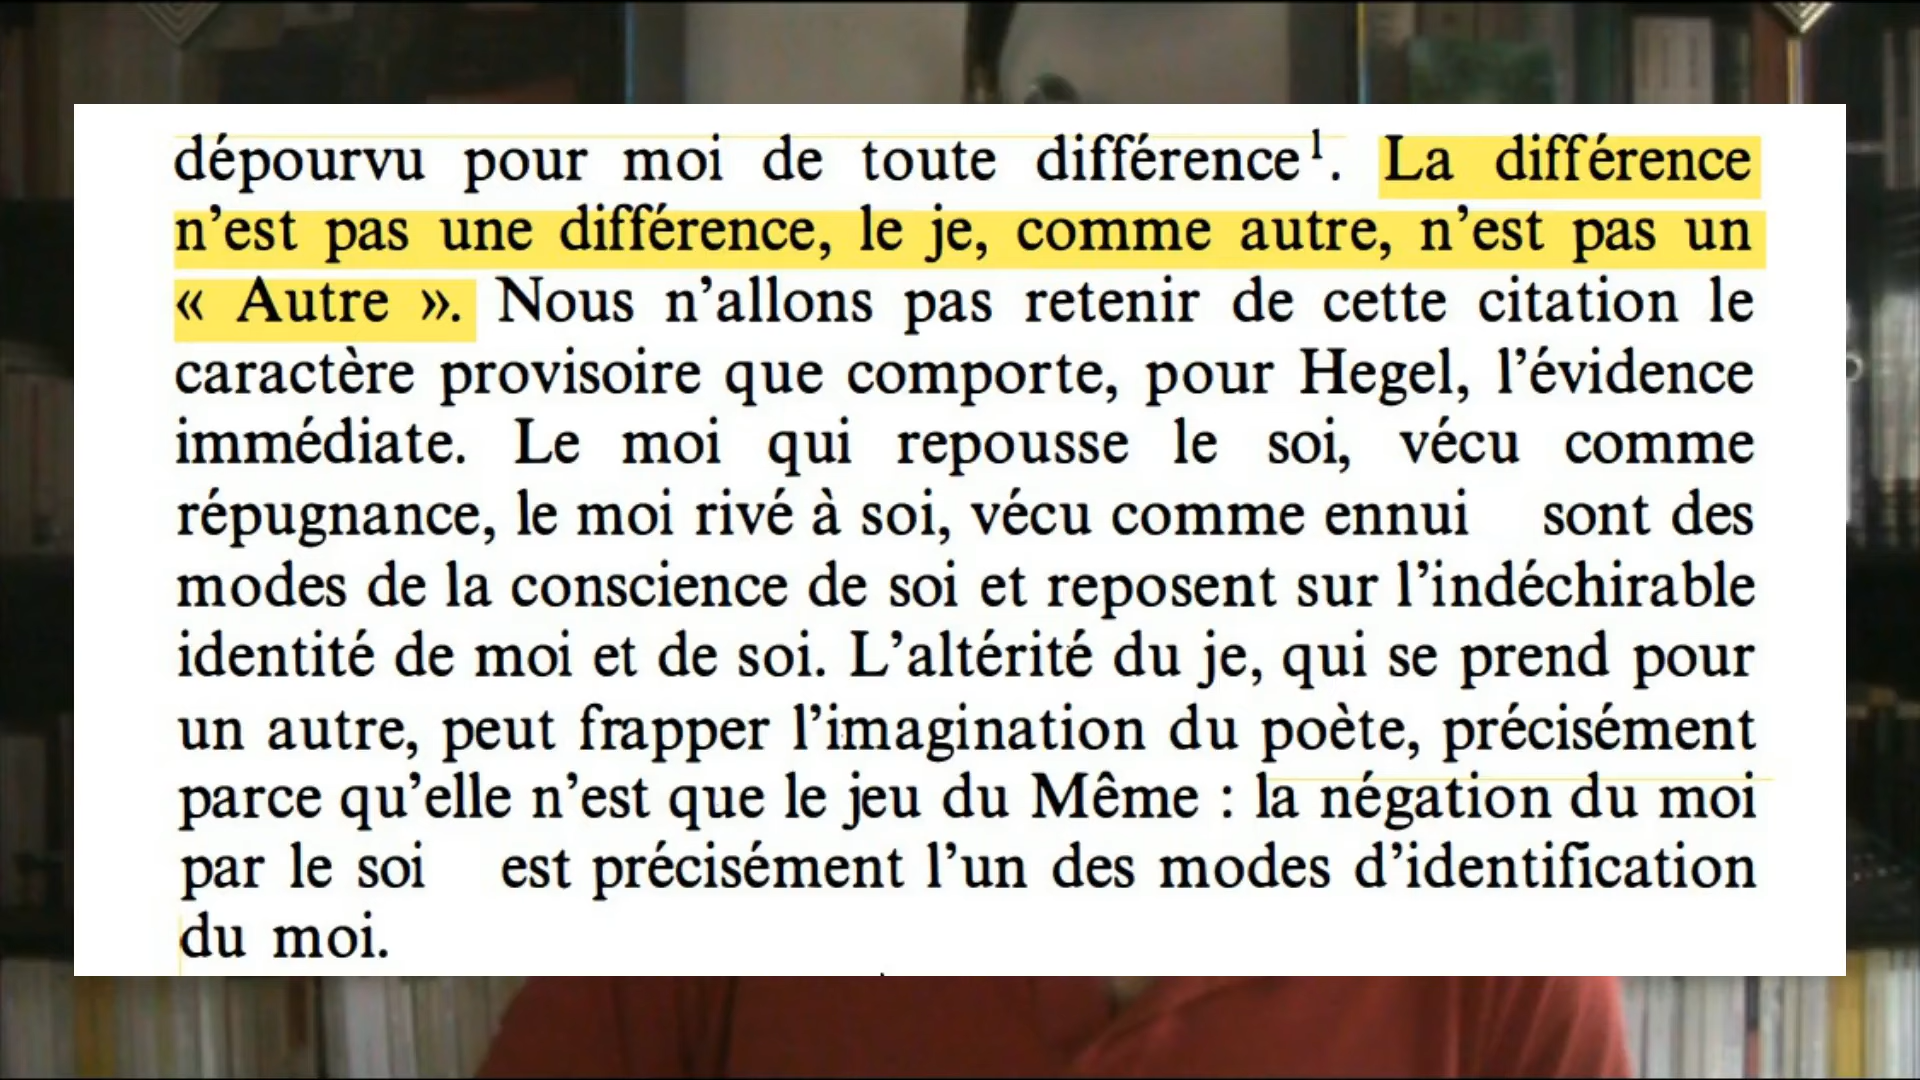 dépourvu pour moi de toute différence¹. La différence
n’est pas une différence, le je, comme autre, n’est pas un
« Autre ». Nous n’allons pas retenir de cette citation le
caractère provisoire que comporte, pour Hegel, l’évidence
immédiate. Le moi qui repousse le soi, vécu comme
répugnance, le moi rivé à soi, vécu comme ennui sont des
modes de la conscience de soi et reposent sur l’indéchirable
identité de moi et de soi. L’altérité du je, qui se prend pour
un autre, peut frapper l’imagination du poète, précisément
parce qu’elle n’est que le jeu du Même : la négation du moi
par le soi est précisément l’un des modes d’identification
du moi.